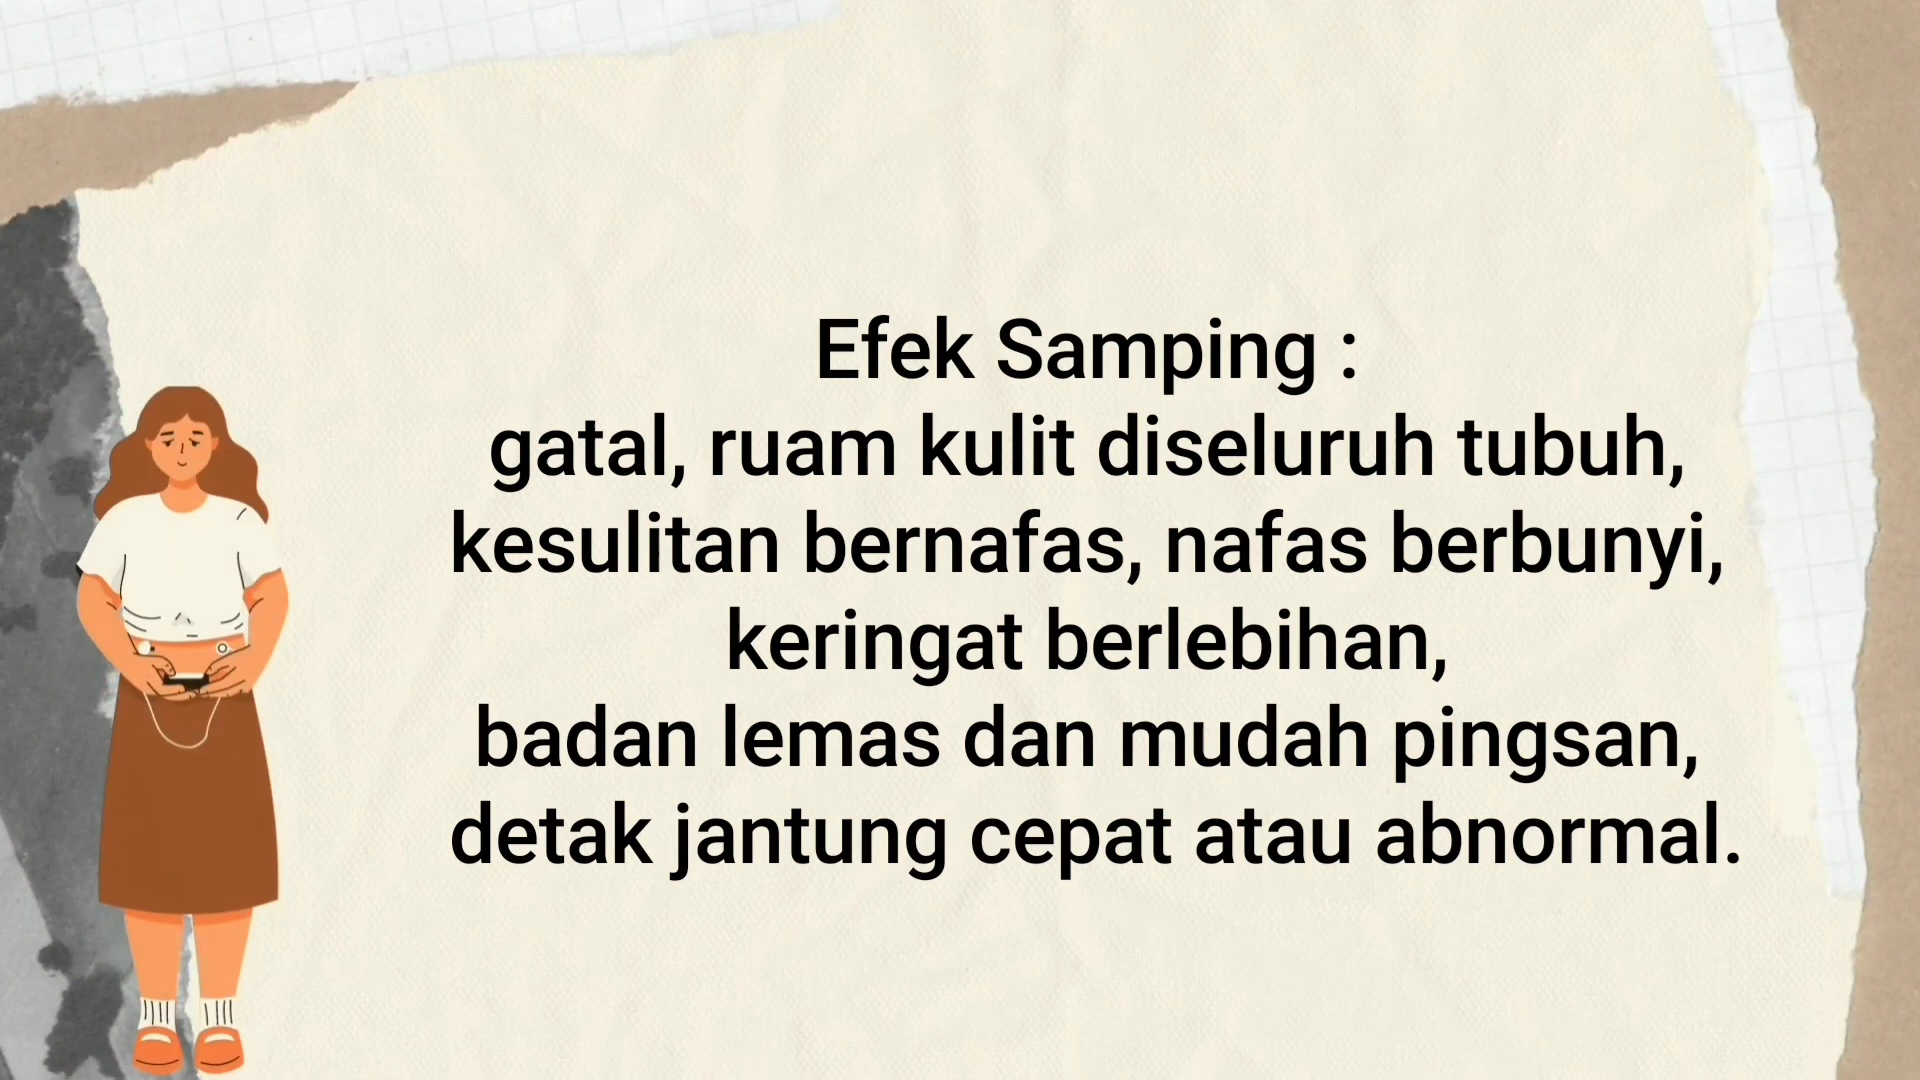 Efek Samping :
gatal, ruam kulit diseluruh tubuh,
kesulitan bernafas, nafas berbunyi,
keringat berlebihan,
badan lemas dan mudah pingsan,
detak jantung cepat atau abnormal.